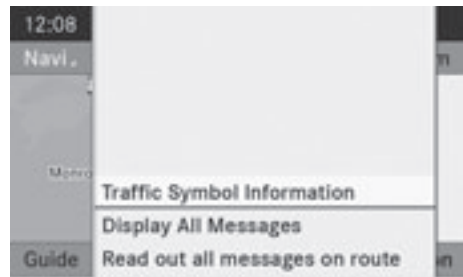 12:08
Navi
Traffic Symbol Information
Display All Messages
Guide Read out all messages on route